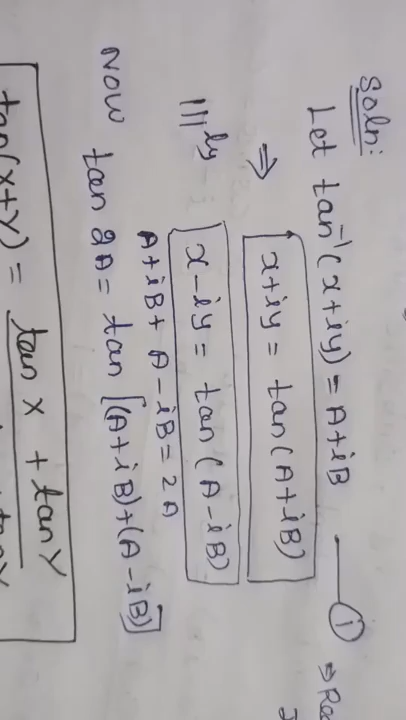 Soln:
Let tan⁻¹(x+iy) = A+iB —— ①
⇒ x+iy = tan(A+iB)
|||ly x-iy = tan(A-iB)
A+iB + A-iB = 2A
Now tan 2A = tan [(A+iB)+(A-iB)]
tan(x+y) = tan X + tan Y